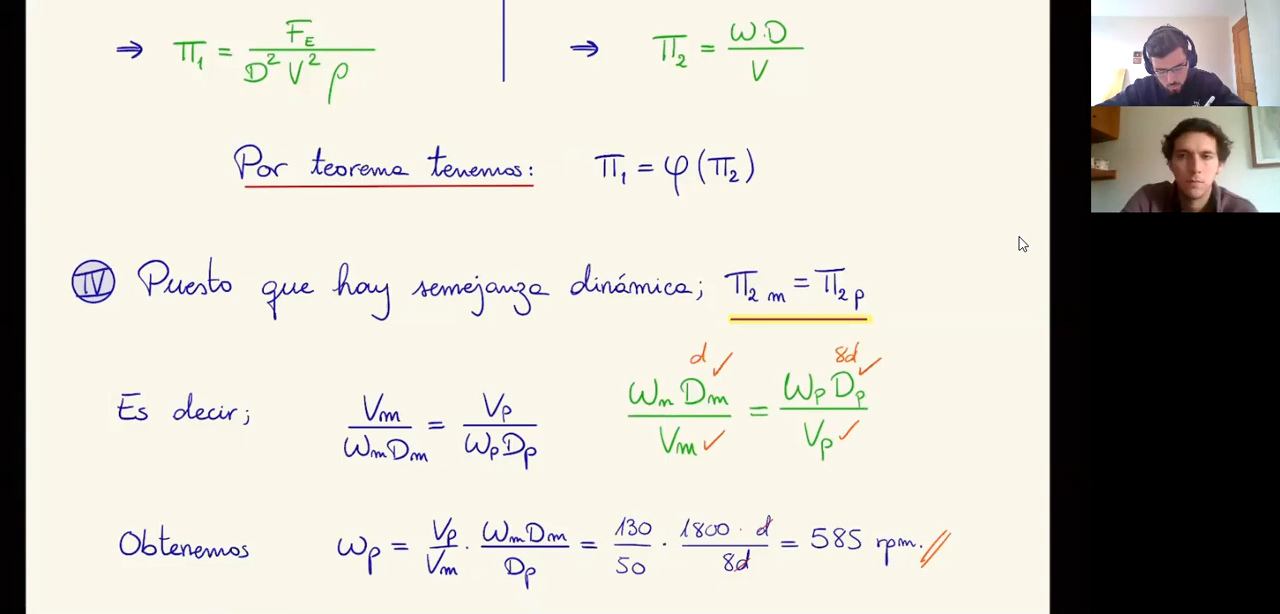 ⇒ Π₁ = F_E / (D² V² ρ)
⇒ Π₂ = ω.D / V
Por teorema tenemos: Π₁ = φ(Π₂)
IV Puesto que hay semejanza dinámica; Π₂ m = Π₂ p
d ✓ 8d ✓
Es decir; Vm / (ωm Dm) = Vp / (ωp Dp) ωm Dm / Vm ✓ = ωp Dp / Vp ✓
Obtenemos ωp = Vp / Vm · ωm Dm / Dp = 130 / 50 · 1800 · d / 8d = 585 rpm.//